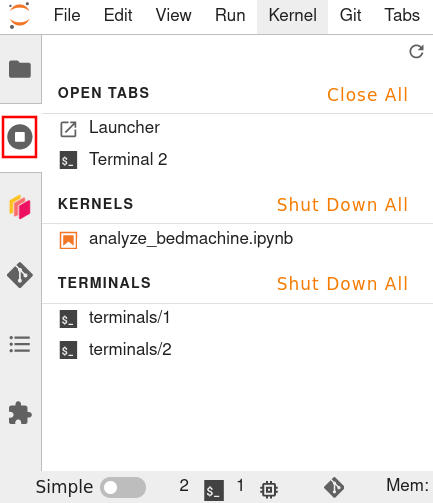 File Edit View Run Kernel Git Tabs
OPEN TABS Close All
Launcher
$_ Terminal 2
KERNELS Shut Down All
analyze_bedmachine.ipynb
TERMINALS Shut Down All
$_ terminals/1
$_ terminals/2
Simple 2 $_ 1 Mem: